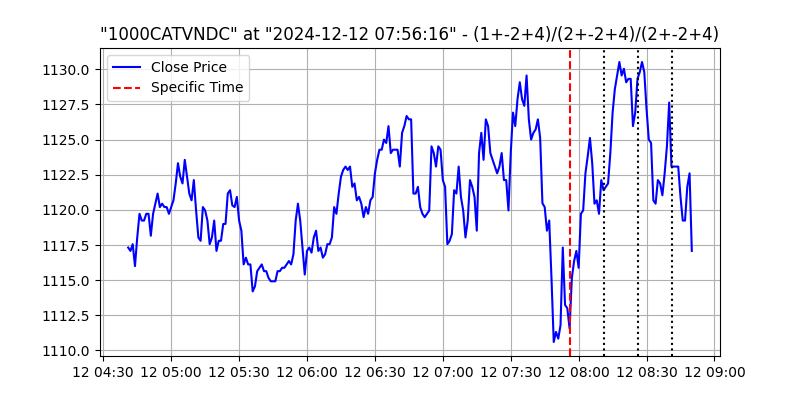 "1000CATVNDC" at "2024-12-12 07:56:16" - (1+-2+4)/(2+-2+4)/(2+-2+4)
Close Price
Specific Time
1130.0
1127.5
1125.0
1122.5
1120.0
1117.5
1115.0
1112.5
1110.0
12 04:30 12 05:00 12 05:30 12 06:00 12 06:30 12 07:00 12 07:30 12 08:00 12 08:30 12 09:00